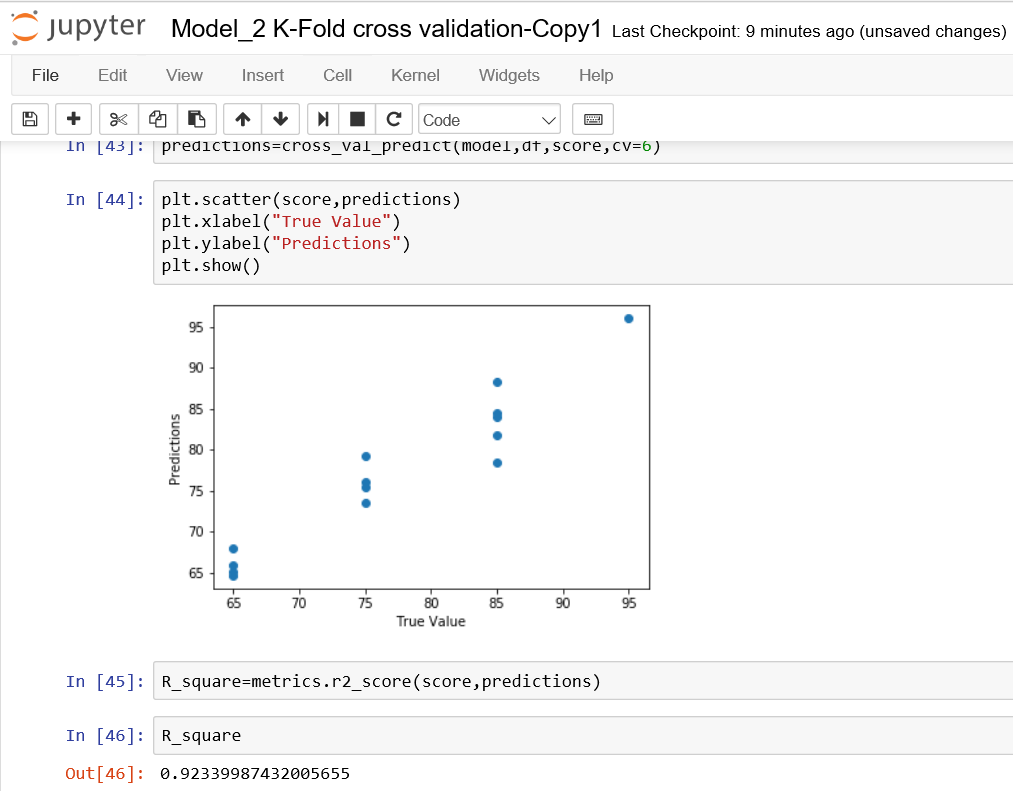 jupyter Model_2 K-Fold cross validation-Copy1 Last Checkpoint: 9 minutes ago (unsaved changes)
File Edit View Insert Cell Kernel Widgets Help
Code
In [43]: predictions=cross_val_predict(model,df,score,cv=6)
In [44]: plt.scatter(score,predictions)
plt.xlabel("True Value")
plt.ylabel("Predictions")
plt.show()
95
90
85
80
75
70
65
Predictions
65 70 75 80 85 90 95
True Value
In [45]: R_square=metrics.r2_score(score,predictions)
In [46]: R_square
Out[46]: 0.92339987432005655